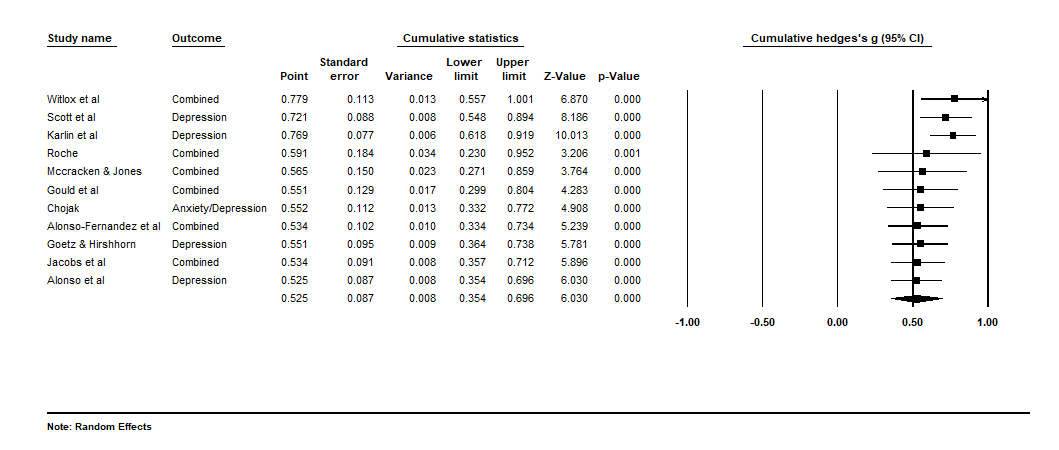 Study name Outcome Cumulative statistics Cumulative hedges's g (95% CI)
Standard Lower Upper
Point error Variance limit limit Z-Value p-Value
Witlox et al Combined 0.779 0.113 0.013 0.557 1.001 6.870 0.000
Scott et al Depression 0.721 0.088 0.008 0.548 0.894 8.186 0.000
Karlin et al Depression 0.769 0.077 0.006 0.618 0.919 10.013 0.000
Roche Combined 0.591 0.184 0.034 0.230 0.952 3.206 0.001
Mccracken & Jones Combined 0.565 0.150 0.023 0.271 0.859 3.764 0.000
Gould et al Combined 0.551 0.129 0.017 0.299 0.804 4.283 0.000
Chojak Anxiety/Depression 0.552 0.112 0.013 0.332 0.772 4.908 0.000
Alonso-Fernandez et al Combined 0.534 0.102 0.010 0.334 0.734 5.239 0.000
Goetz & Hirshhorn Depression 0.551 0.095 0.009 0.364 0.738 5.781 0.000
Jacobs et al Combined 0.534 0.091 0.008 0.357 0.712 5.896 0.000
Alonso et al Depression 0.525 0.087 0.008 0.354 0.696 6.030 0.000
0.525 0.087 0.008 0.354 0.696 6.030 0.000
-1.00 -0.50 0.00 0.50 1.00
Note: Random Effects